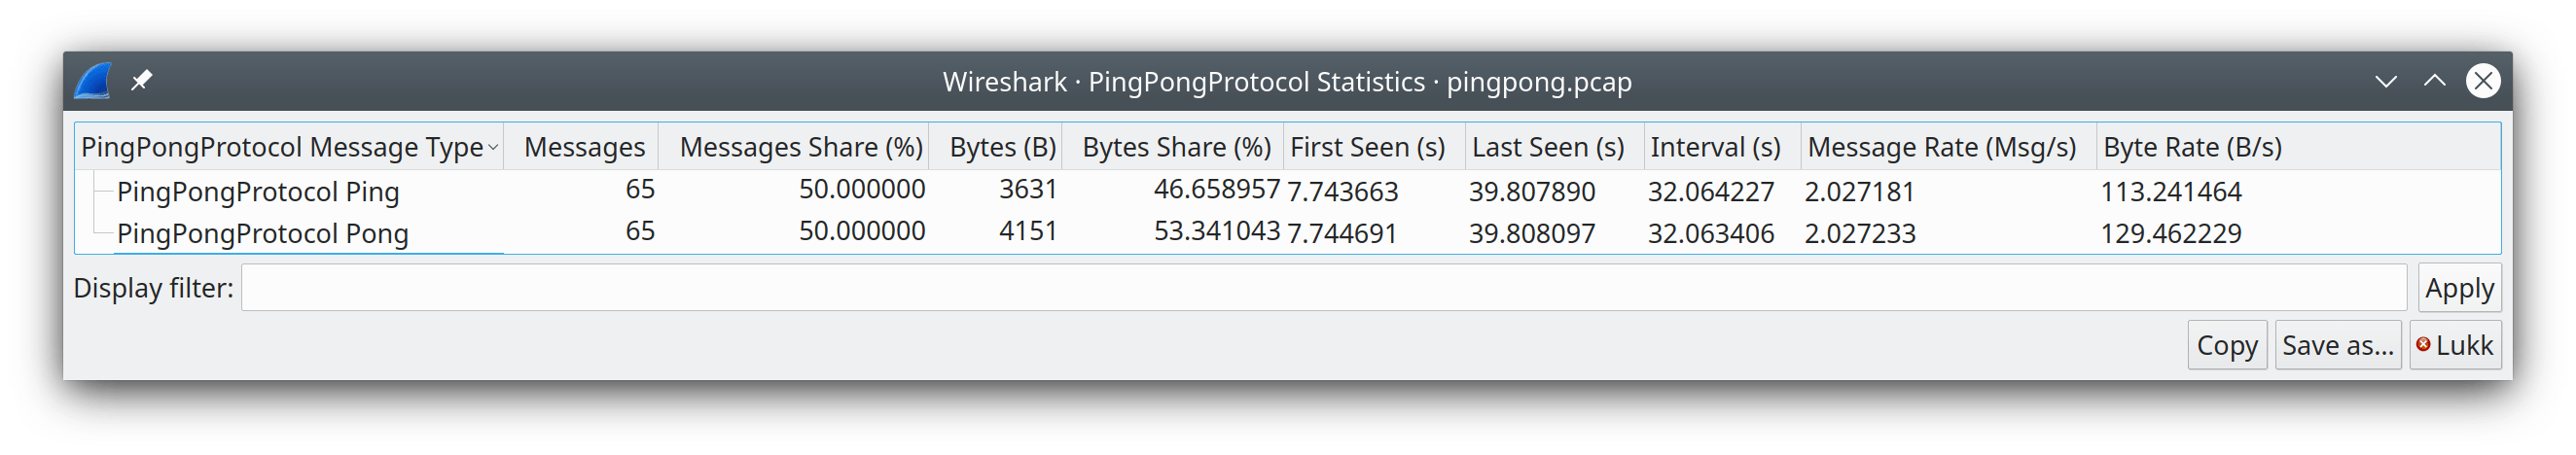 Wireshark · PingPongProtocol Statistics · pingpong.pcap
PingPongProtocol Message Type Messages Messages Share (%) Bytes (B) Bytes Share (%) First Seen (s) Last Seen (s) Interval (s) Message Rate (Msg/s) Byte Rate (B/s)
PingPongProtocol Ping 65 50.000000 3631 46.658957 7.743663 39.807890 32.064227 2.027181 113.241464
PingPongProtocol Pong 65 50.000000 4151 53.341043 7.744691 39.808097 32.063406 2.027233 129.462229
Display filter: Apply
Copy Save as... Lukk